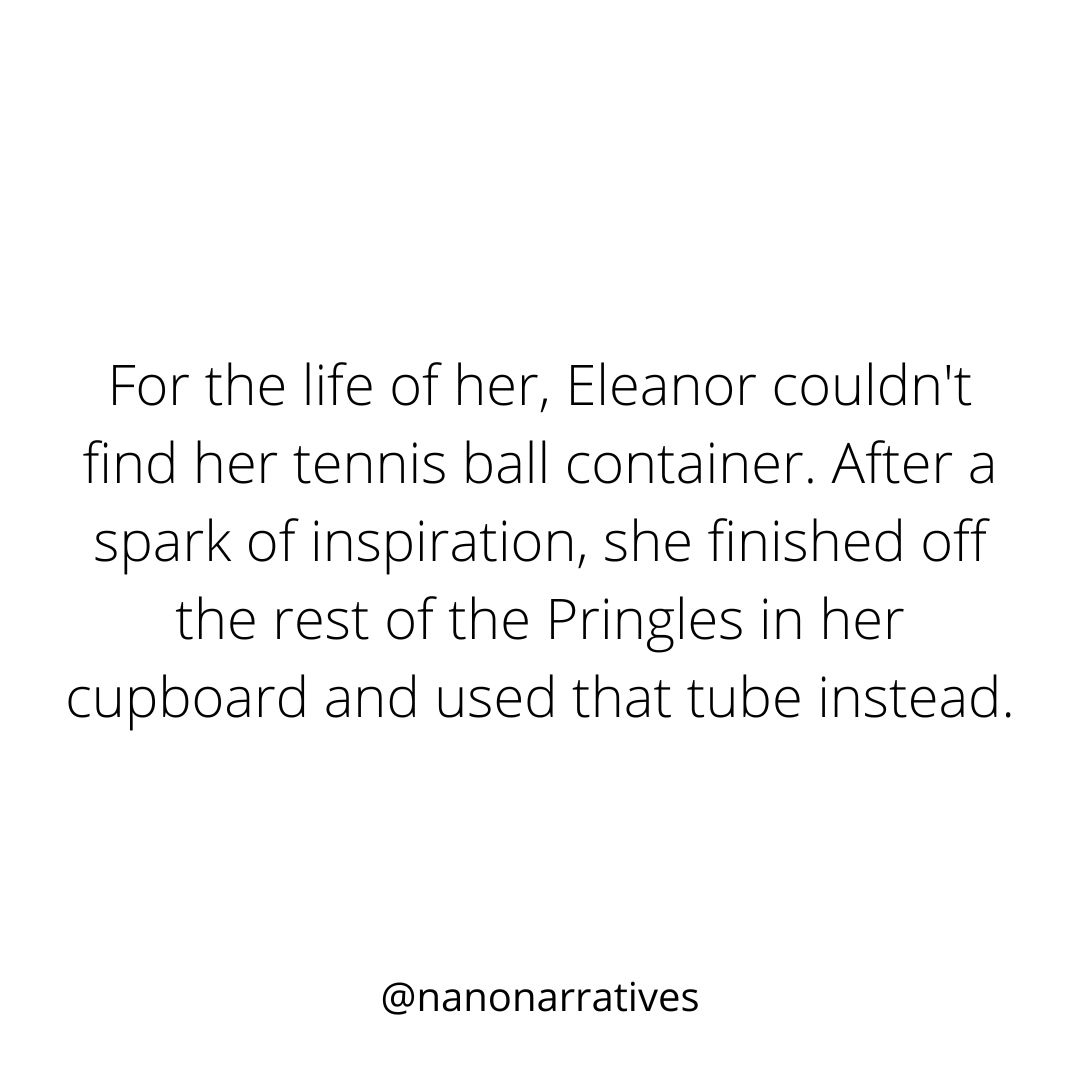 For the life of her, Eleanor couldn't
find her tennis ball container. After a
spark of inspiration, she finished off
the rest of the Pringles in her
cupboard and used that tube instead.
@nanonarratives